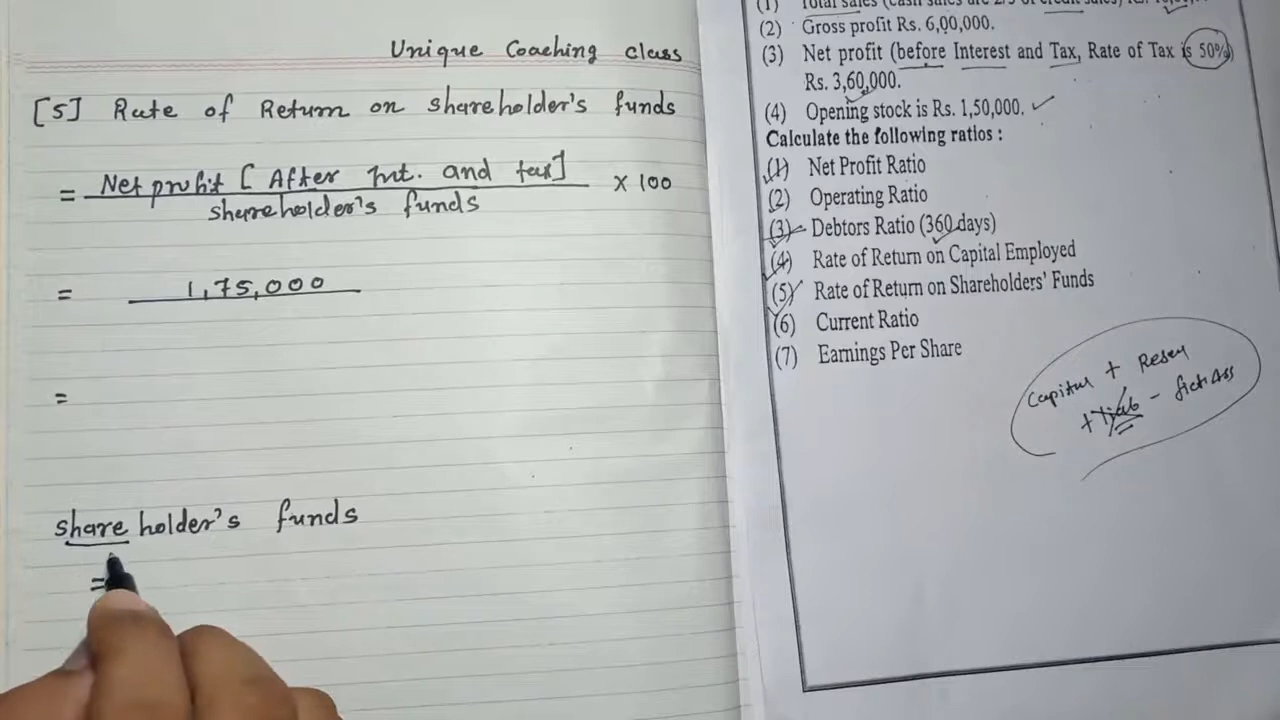 Unique Coaching class
[5] Rate of Return on shareholder's funds
= Net profit [ After Int. and tax] × 100
shareholder's funds
= 1,75,000
=
shareholder's funds
=
(1) Total sales
(2) Gross profit Rs. 6,00,000.
(3) Net profit (before Interest and Tax, Rate of Tax is 50%)
Rs. 3,60,000.
(4) Opening stock is Rs. 1,50,000.
Calculate the following ratios :
(1) Net Profit Ratio
(2) Operating Ratio
(3) Debtors Ratio (360 days)
(4) Rate of Return on Capital Employed
(5) Rate of Return on Shareholders' Funds
(6) Current Ratio
(7) Earnings Per Share
Capital + Reserv
- fict Ass